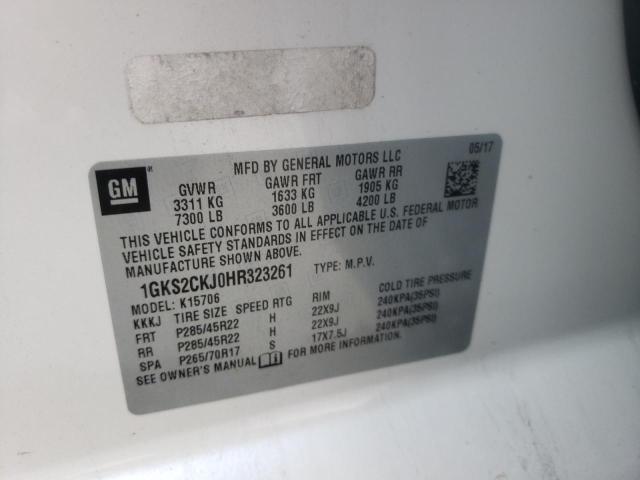 MFD BY GENERAL MOTORS LLC 05/17
GM GVWR GAWR FRT GAWR RR
3311 KG 1633 KG 1905 KG
7300 LB 3600 LB 4200 LB
THIS VEHICLE CONFORMS TO ALL APPLICABLE U.S. FEDERAL MOTOR
VEHICLE SAFETY STANDARDS IN EFFECT ON THE DATE OF
MANUFACTURE SHOWN ABOVE.
1GKS2CKJ0HR323261 TYPE: M.P.V.
MODEL: K15706
KKKJ TIRE SIZE SPEED RTG RIM COLD TIRE PRESSURE
FRT P285/45R22 H 22X9J 240KPA(35PSI)
RR P285/45R22 H 22X9J 240KPA(35PSI)
SPA P265/70R17 S 17X7.5J 240KPA(35PSI)
SEE OWNER'S MANUAL FOR ADDITIONAL INFORMATION